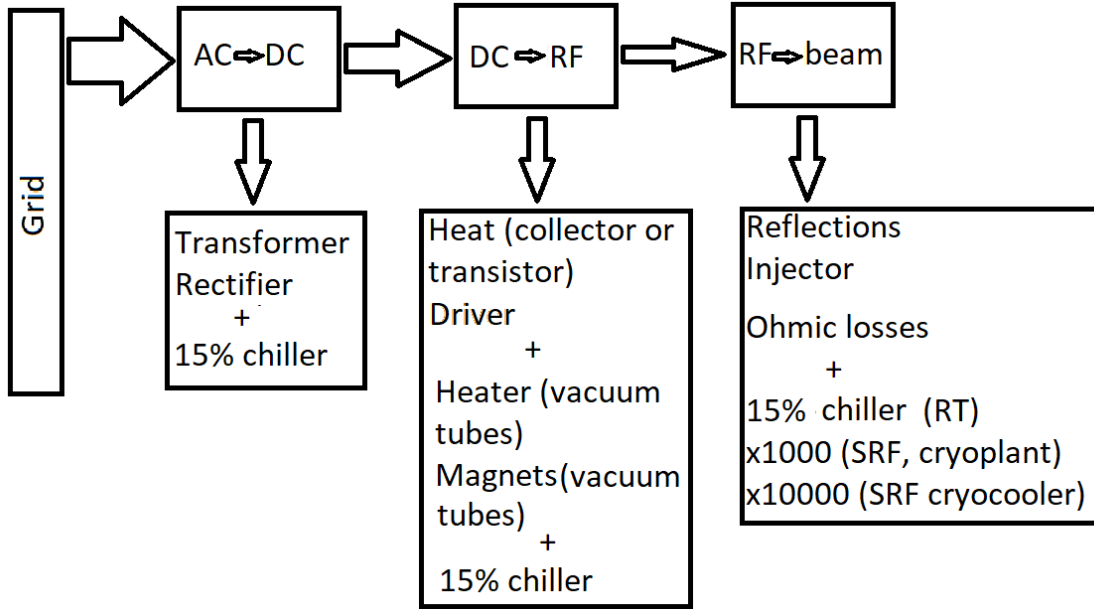 Grid
AC⇨DC
DC ⇨ RF
RF⇨beam
Transformer
Rectifier
+
15% chiller
Heat (collector or
transistor)
Driver
+
Heater (vacuum
tubes)
Magnets(vacuum
tubes)
+
15% chiller
Reflections
Injector
Ohmic losses
+
15% chiller (RT)
x1000 (SRF, cryoplant)
x10000 (SRF cryocooler)